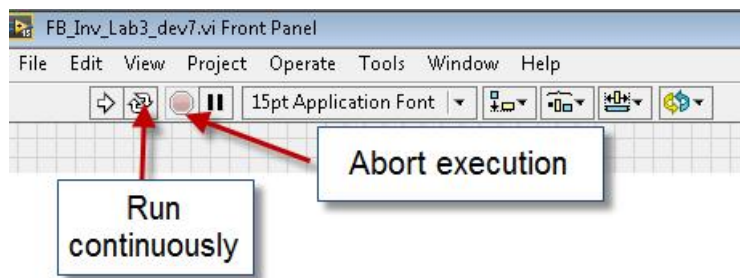 FB_Inv_Lab3_dev7.vi Front Panel
File Edit View Project Operate Tools Window Help
15pt Application Font
Abort execution
Run
continuously